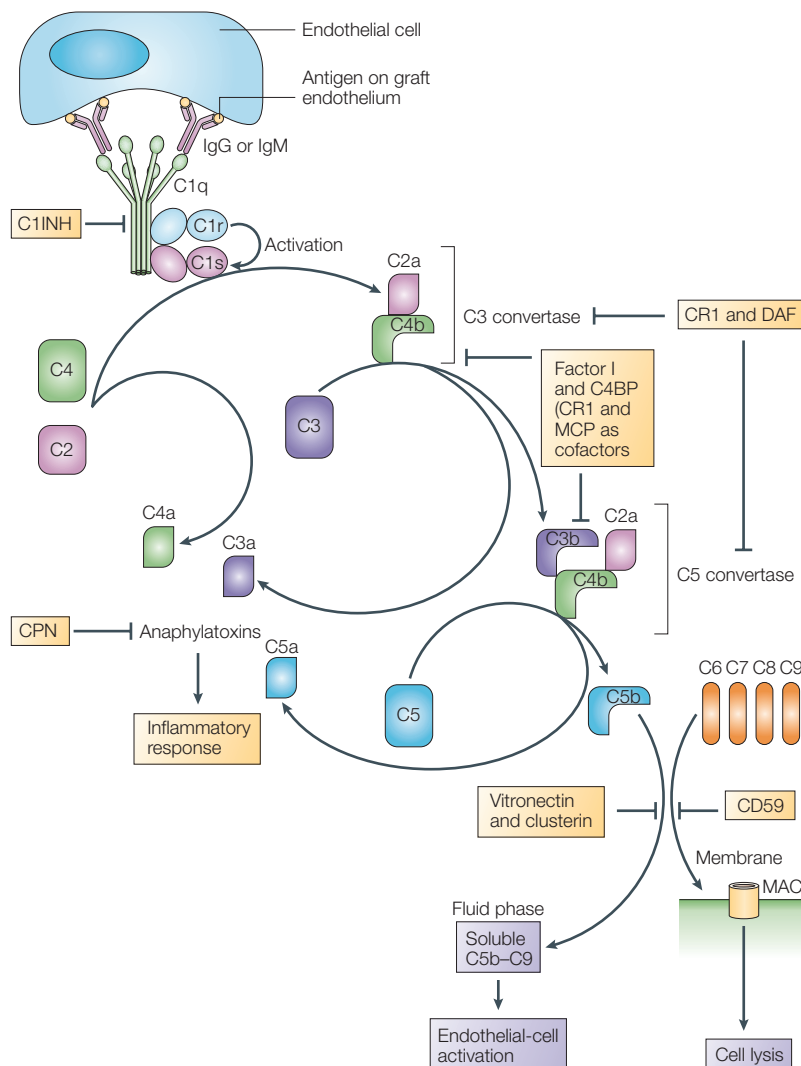 Endothelial cell
Antigen on graft
endothelium
IgG or IgM
C1q
C1INH
C1r
Activation
C1s
C2a
C4b
C3 convertase
CR1 and DAF
C4
C2
C3
Factor I
and C4BP
(CR1 and
MCP as
cofactors
C4a
C3a
C3b
C2a
C4b
C5 convertase
CPN
Anaphylatoxins
C5a
C5
C5b
C6 C7 C8 C9
Inflammatory
response
Vitronectin
and clusterin
CD59
Membrane
MAC
Fluid phase
Soluble
C5b–C9
Endothelial-cell
activation
Cell lysis